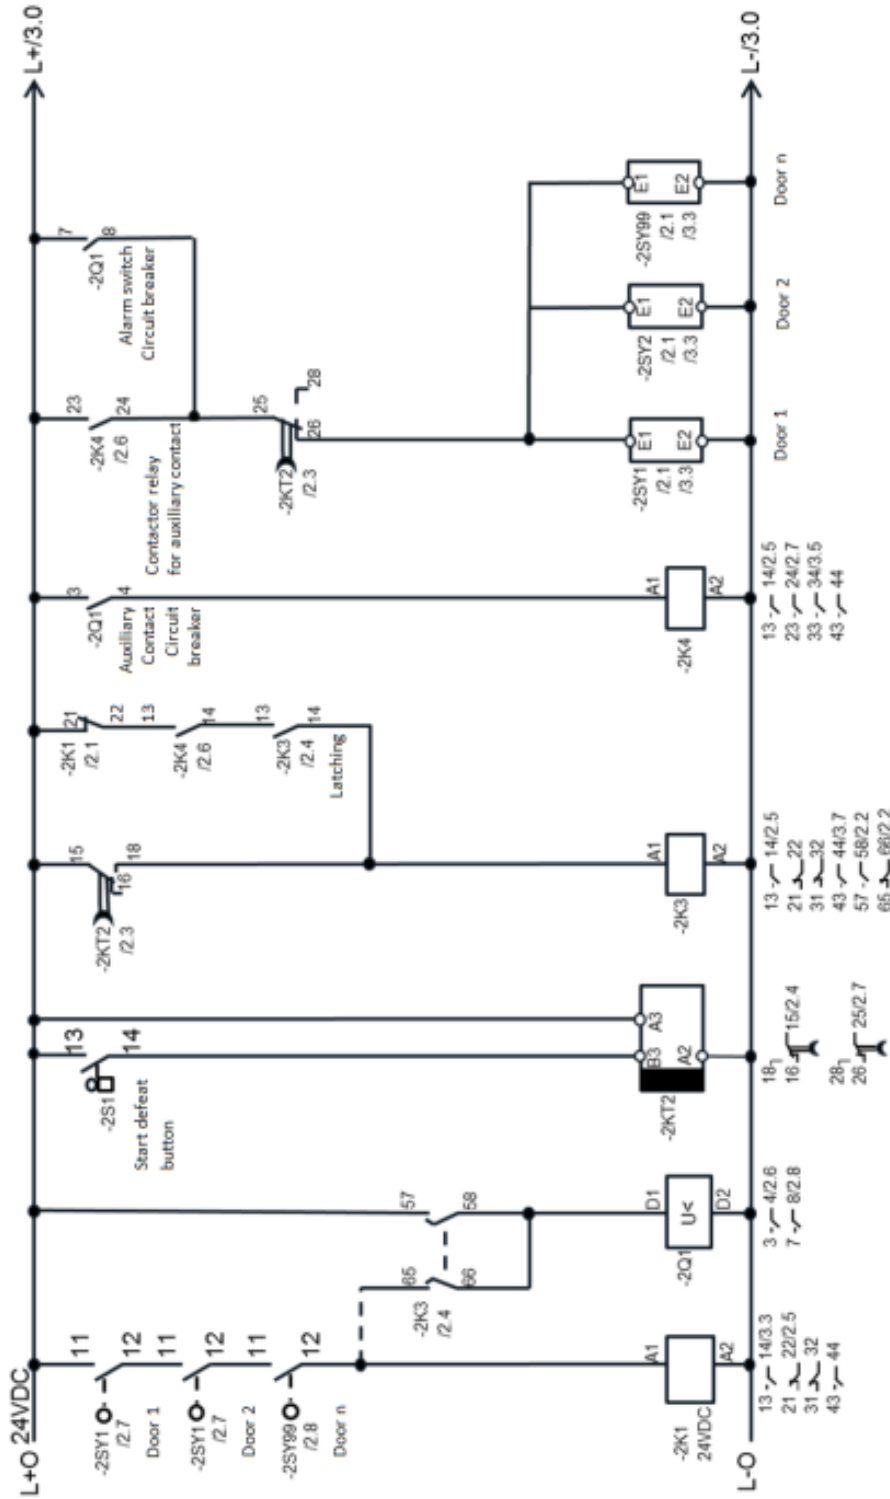 L+O 24VDC
L+/3.0
11
-2SY1
/2.7
12
Door 1
11
-2SY1
/2.7
12
Door 2
11
-2SY99
/2.8
12
Door n
65
57
-2K3
/2.4
66
58
13
-2S1
14
Start defeat
button
15
-2KT2
/2.3
16
18
21
-2K1
/2.1
22
13
-2K4
/2.6
14
13
-2K3
/2.4
14
Latching
3
-2Q1
4
Auxiliary
Contact
Circuit
breaker
23
-2K4
/2.6
24
Contactor relay
for auxiliary contact
7
-2Q1
8
Alarm switch
Circuit breaker
25
-2KT2
/2.3
26
28
A1
-2K1
24VDC
A2
D1
-2Q1
U<
D2
B3
A3
-2KT2
A2
A1
-2K3
A2
A1
-2K4
A2
-2SY1
/2.1
/3.3
E1
E2
-2SY2
/2.1
/3.3
E1
E2
-2SY99
/2.1
/3.3
E1
E2
L-O
L-/3.0
13 14/3.3
21 22/2.5
31 32
43 44
3 4/2.6
7 8/2.8
18
16 15/2.4
28
26 25/2.7
13 14/2.5
21 22
31 32
43 44/3.7
57 58/2.2
65 66/2.2
13 14/2.5
23 24/2.7
33 34/3.5
43 44
Door 1
Door 2
Door n